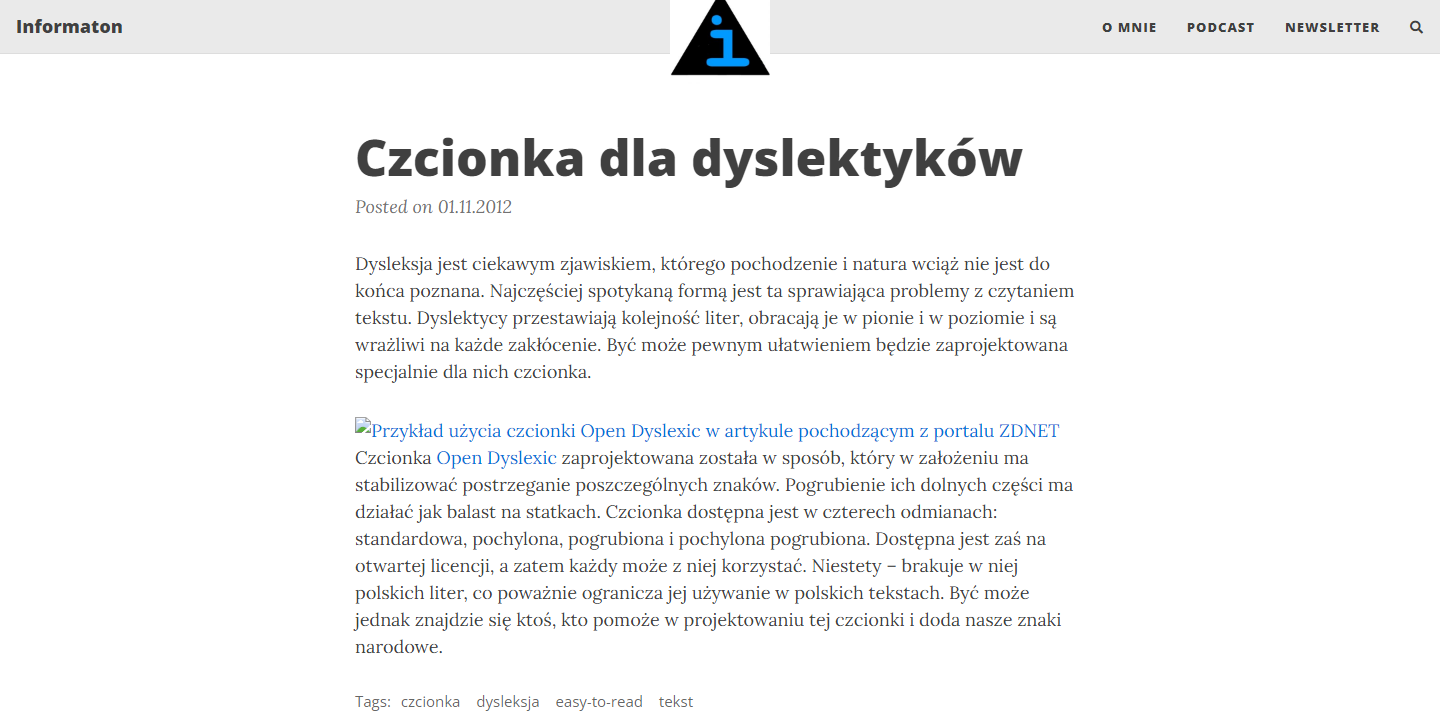 Informaton
i
O MNIE
PODCAST
NEWSLETTER
Czcionka dla dyslektyków
Posted on 01.11.2012
Dysleksja jest ciekawym zjawiskiem, którego pochodzenie i natura wciąż nie jest do
końca poznana. Najczęściej spotykaną formą jest ta sprawiająca problemy z czytaniem
tekstu. Dyslektycy przestawiają kolejność liter, obracają je w pionie i w poziomie i są
wrażliwi na każde zakłócenie. Być może pewnym ułatwieniem będzie zaprojektowana
specjalnie dla nich czcionka.
Przykład użycia czcionki Open Dyslexic w artykule pochodzącym z portalu ZDNET
Czcionka Open Dyslexic zaprojektowana została w sposób, który w założeniu ma
stabilizować postrzeganie poszczególnych znaków. Pogrubienie ich dolnych części ma
działać jak balast na statkach. Czcionka dostępna jest w czterech odmianach:
standardowa, pochylona, pogrubiona i pochylona pogrubiona. Dostępna jest zaś na
otwartej licencji, a zatem każdy może z niej korzystać. Niestety – brakuje w niej
polskich liter, co poważnie ogranicza jej używanie w polskich tekstach. Być może
jednak znajdzie się ktoś, kto pomoże w projektowaniu tej czcionki i doda nasze znaki
narodowe.
Tags: czcionka dysleksja easy-to-read tekst